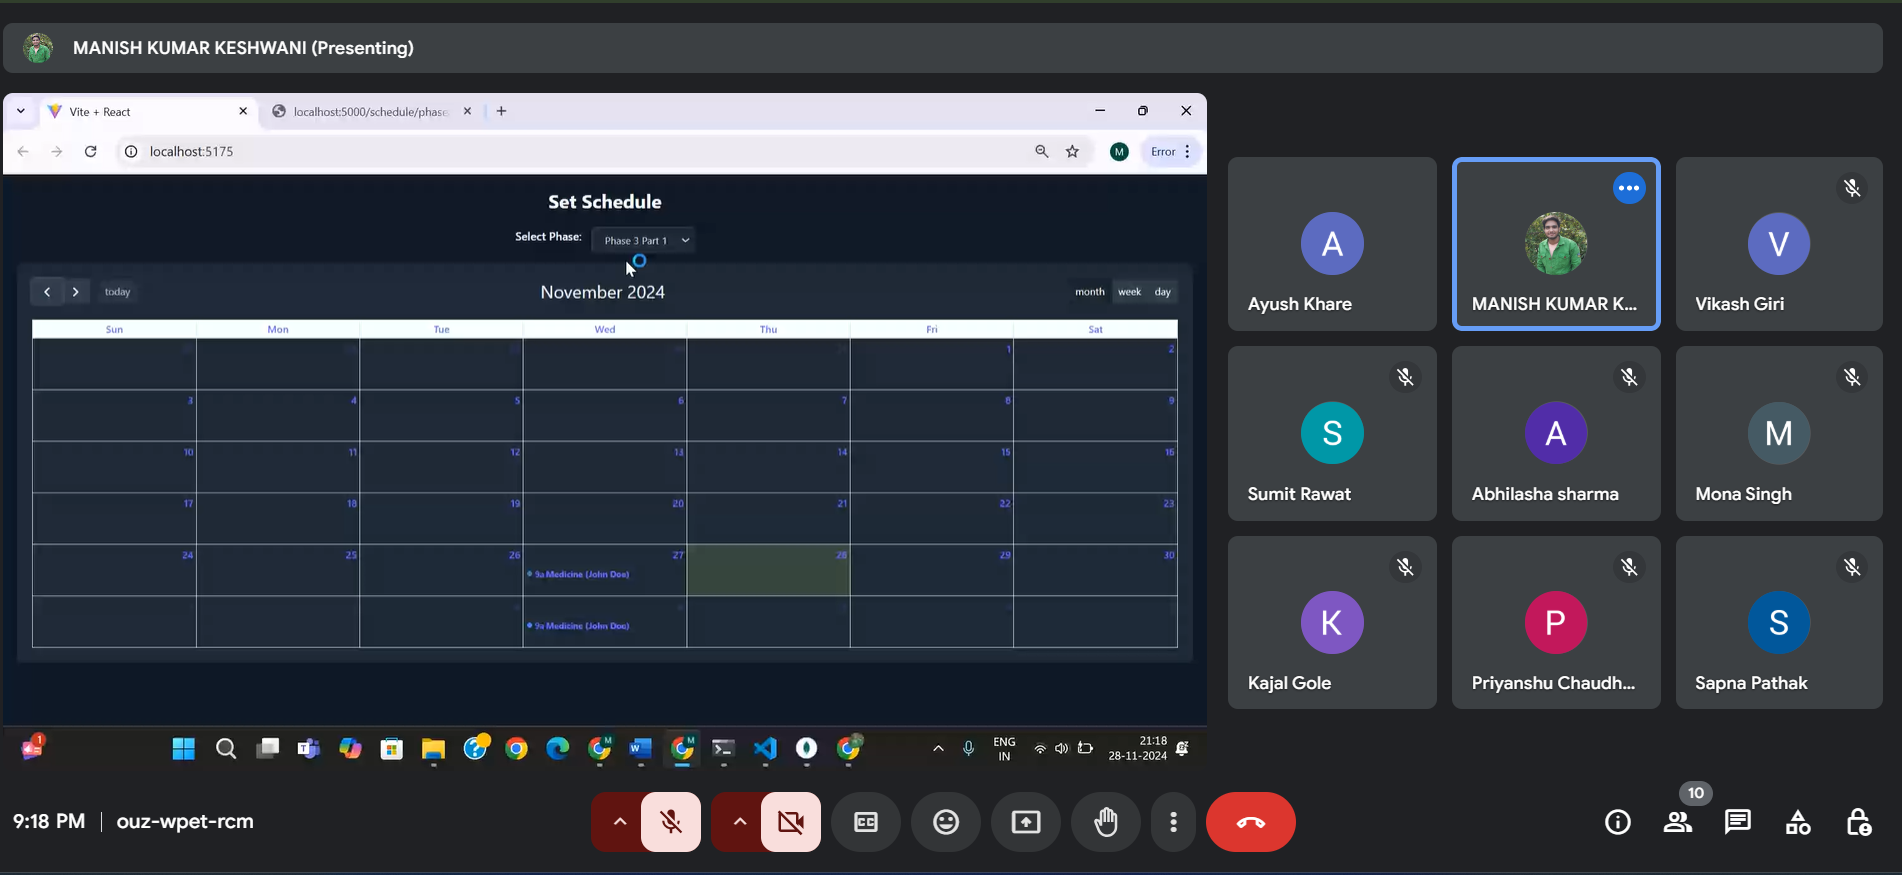 MANISH KUMAR KESHWANI (Presenting)
Vite + React
localhost:5000/schedule/phase
localhost:5175
M
Error
Set Schedule
Select Phase: Phase 3 Part 1
today
November 2024
month week day
Sun Mon Tue Wed Thu Fri Sat
1 2
3 4 5 6 7 8 9
10 11 12 13 14 15 16
17 18 19 20 21 22 23
24 25 26 27 28 29 30
9a Medicine (John Doe)
9a Medicine (John Doe)
1
ENG
IN
21:18
28-11-2024
A
Ayush Khare
MANISH KUMAR K...
V
Vikash Giri
S
Sumit Rawat
A
Abhilasha sharma
M
Mona Singh
K
Kajal Gole
P
Priyanshu Chaudh...
S
Sapna Pathak
9:18 PM | ouz-wpet-rcm
10